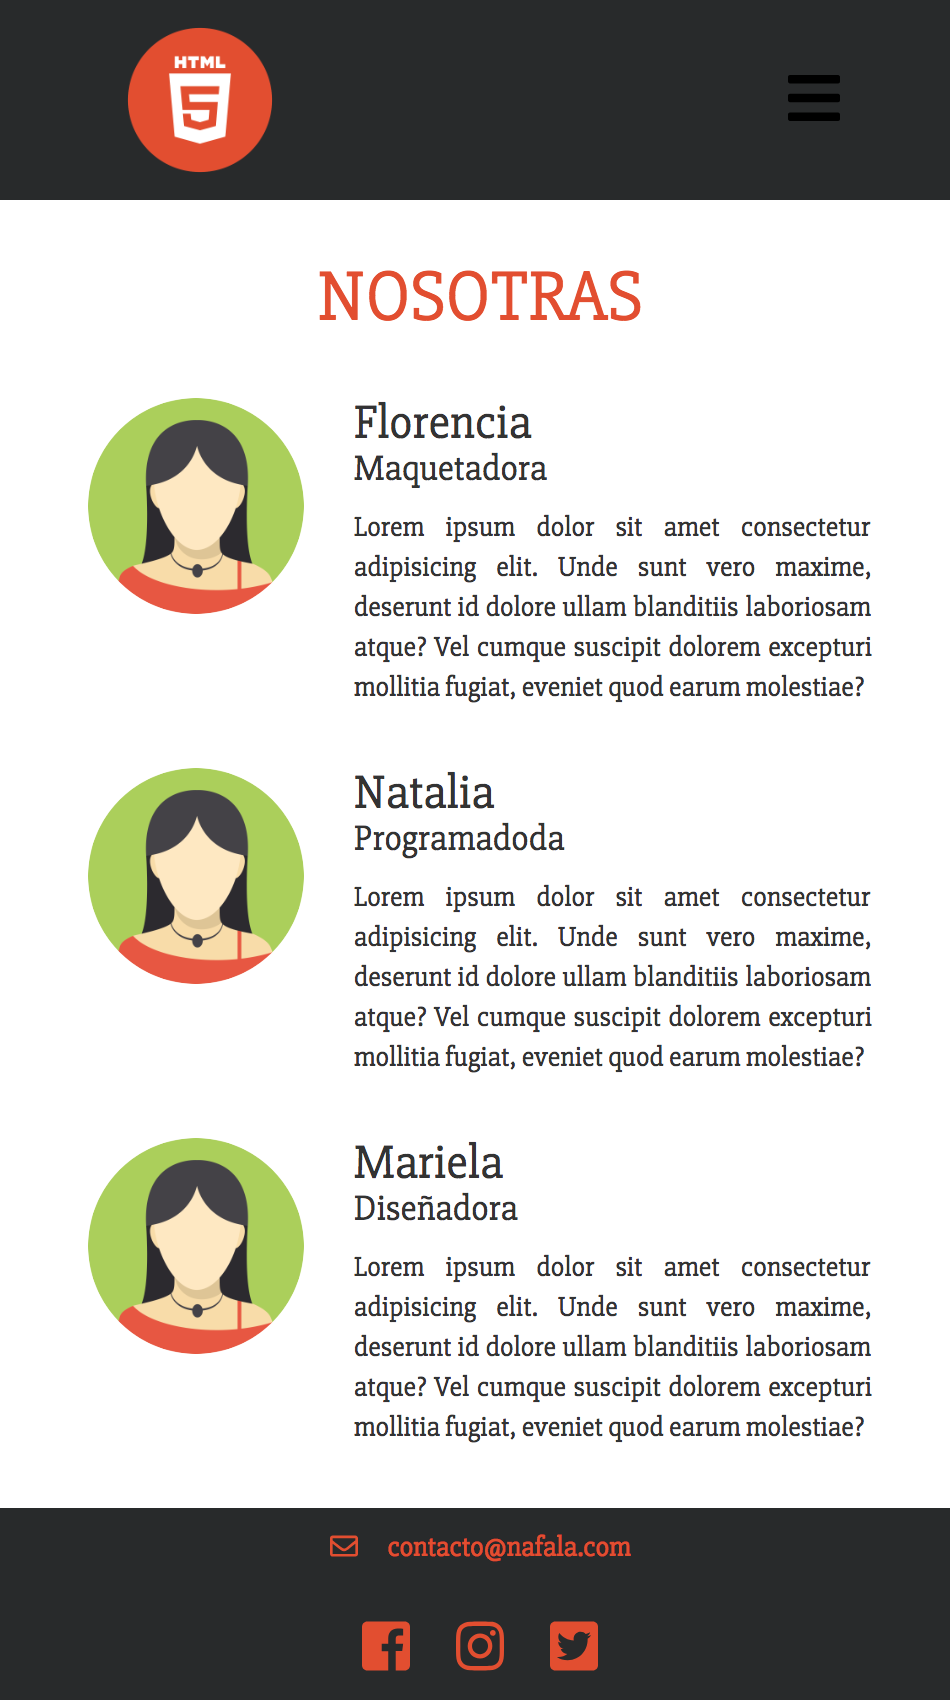 HTML
5
NOSOTRAS
Florencia
Maquetadora
Lorem ipsum dolor sit amet consectetur
adipisicing elit. Unde sunt vero maxime,
deserunt id dolore ullam blanditiis laboriosam
atque? Vel cumque suscipit dolorem excepturi
mollitia fugiat, eveniet quod earum molestiae?
Natalia
Programadoda
Lorem ipsum dolor sit amet consectetur
adipisicing elit. Unde sunt vero maxime,
deserunt id dolore ullam blanditiis laboriosam
atque? Vel cumque suscipit dolorem excepturi
mollitia fugiat, eveniet quod earum molestiae?
Mariela
Diseñadora
Lorem ipsum dolor sit amet consectetur
adipisicing elit. Unde sunt vero maxime,
deserunt id dolore ullam blanditiis laboriosam
atque? Vel cumque suscipit dolorem excepturi
mollitia fugiat, eveniet quod earum molestiae?
contacto@nafala.com